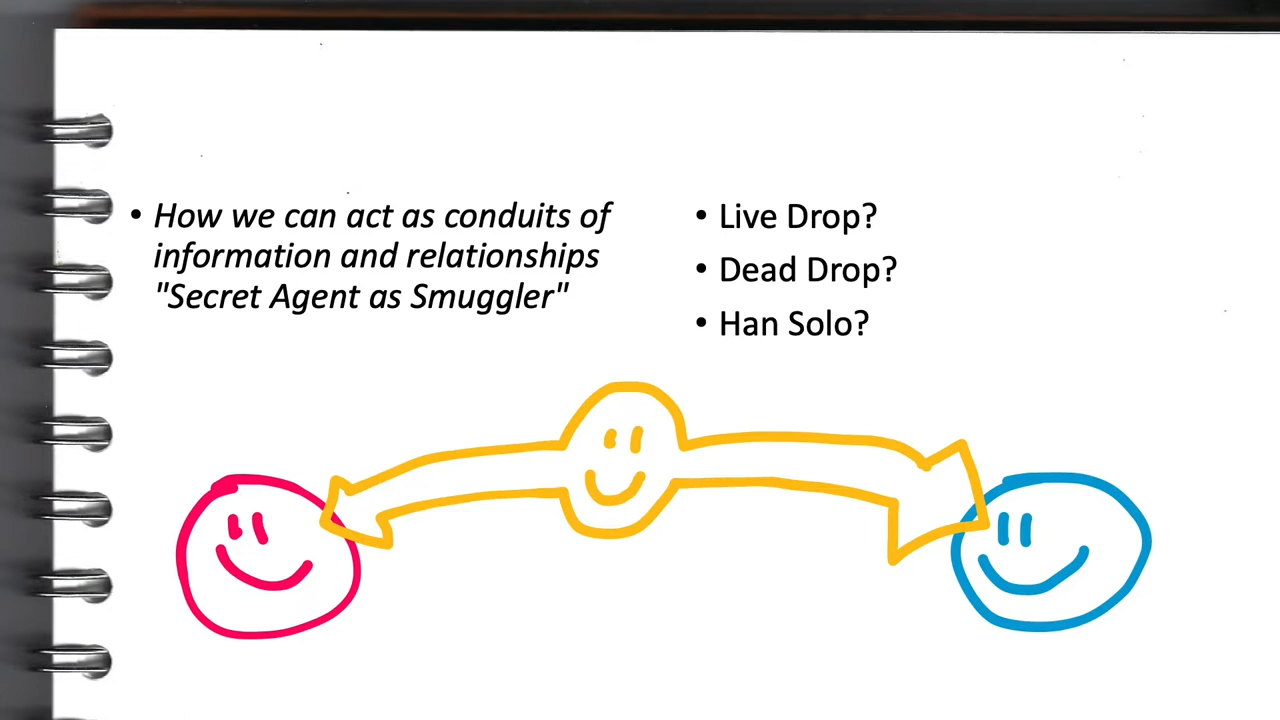 • How we can act as conduits of
information and relationships
"Secret Agent as Smuggler"
• Live Drop?
• Dead Drop?
• Han Solo?